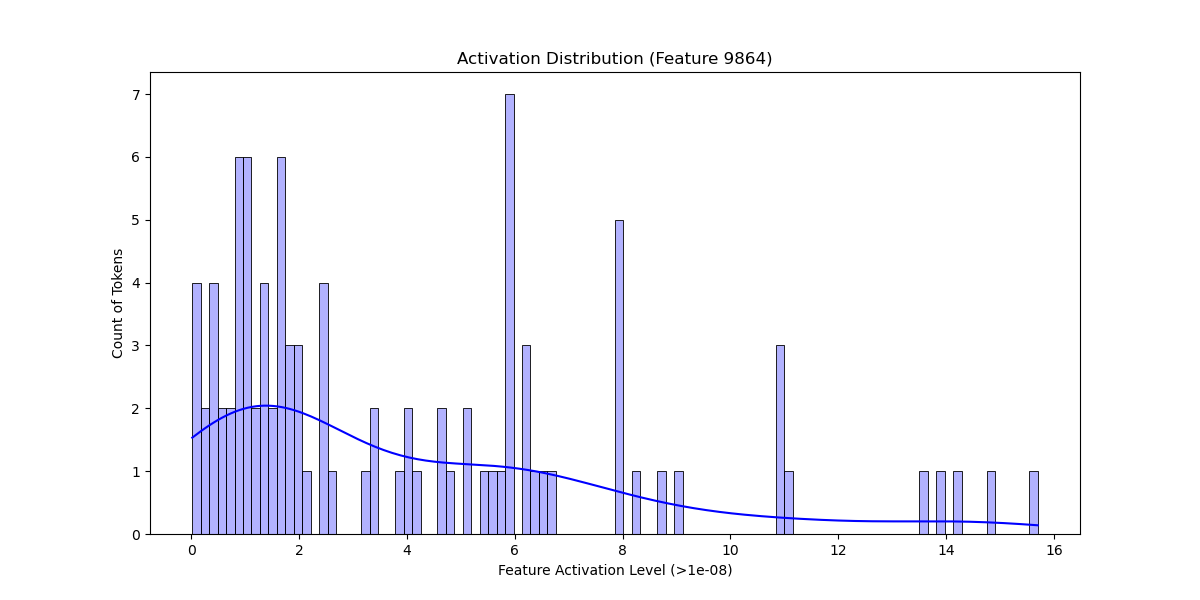 Activation Distribution (Feature 9864)
7
6
5
4
3
2
1
0
Count of Tokens
0 2 4 6 8 10 12 14 16
Feature Activation Level (>1e-08)